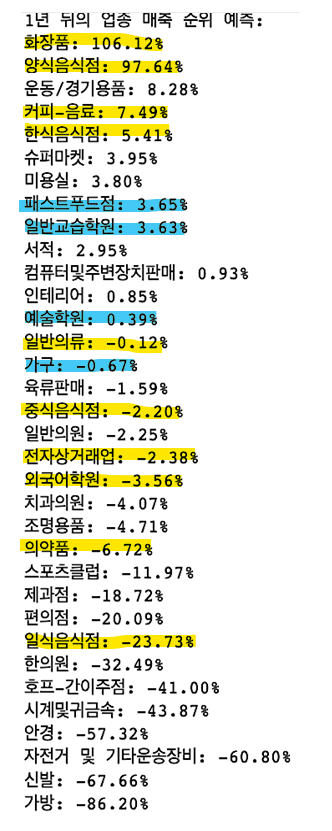 1년 뒤의 업종 매출 순위 예측:
화장품: 106.12%
양식음식점: 97.64%
운동/경기용품: 8.28%
커피-음료: 7.49%
한식음식점: 5.41%
슈퍼마켓: 3.95%
미용실: 3.80%
패스트푸드점: 3.65%
일반교습학원: 3.63%
서적: 2.95%
컴퓨터및주변장치판매: 0.93%
인테리어: 0.85%
예술학원: 0.39%
일반의류: -0.12%
가구: -0.67%
육류판매: -1.59%
중식음식점: -2.20%
일반의원: -2.25%
전자상거래업: -2.38%
외국어학원: -3.56%
치과의원: -4.07%
조명용품: -4.71%
의약품: -6.72%
스포츠클럽: -11.97%
제과점: -18.72%
편의점: -20.09%
일식음식점: -23.73%
한의원: -32.49%
호프-간이주점: -41.00%
시계및귀금속: -43.87%
안경: -57.32%
자전거 및 기타운송장비: -60.80%
신발: -67.66%
가방: -86.20%